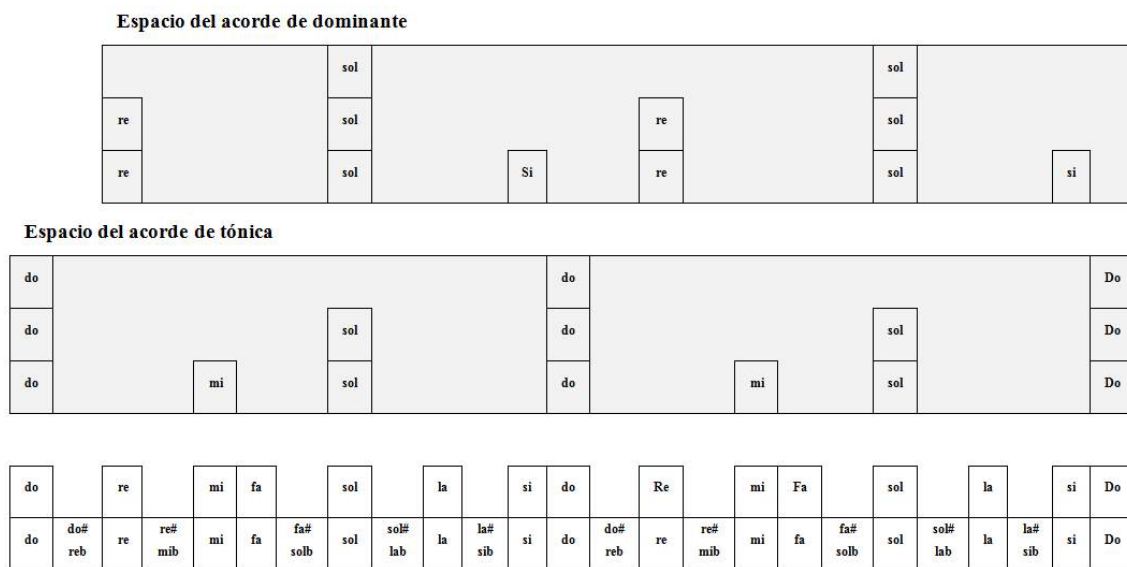 Espacio del acorde de dominante
sol sol
re sol re sol
re sol Si re sol si
Espacio del acorde de tónica
do do Do
do sol do sol Do
do mi sol do mi sol Do
do re mi fa sol la si do Re mi Fa sol la si Do
do do# reb re re# mib mi fa fa# solb sol sol# lab la la# sib si do do# reb re re# mib mi fa fa# solb sol sol# lab la la# sib si Do